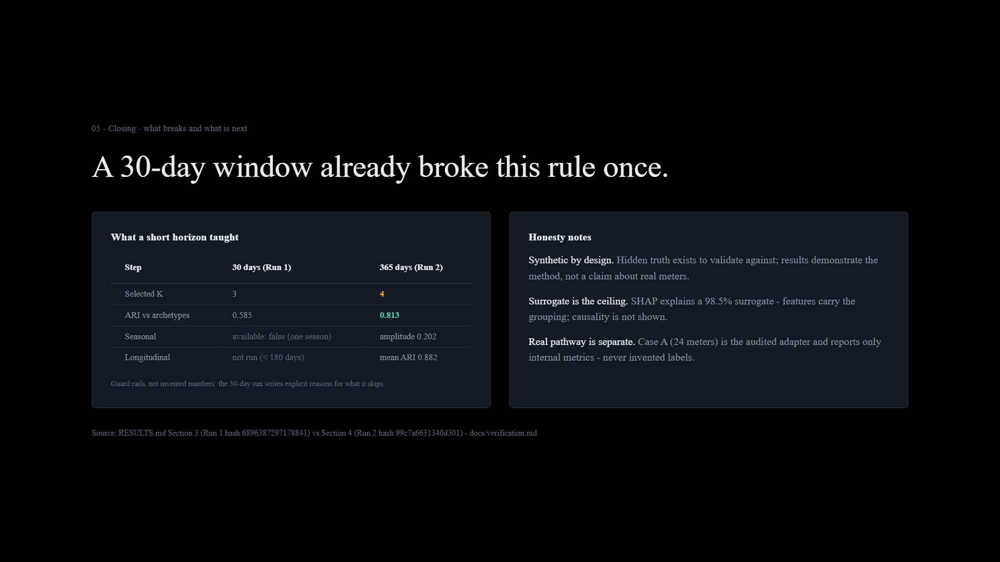 05 - Closing - what breaks and what is next
A 30-day window already broke this rule once.
What a short horizon taught
Step 30 days (Run 1) 365 days (Run 2)
Selected K 3 4
ARI vs archetypes 0.585 0.813
Seasonal available: false (one season) amplitude 0.202
Longitudinal not run (< 180 days) mean ARI 0.882
Guard rails, not invented numbers: the 30-day run writes explicit reasons for what it skips.
Honesty notes
Synthetic by design. Hidden truth exists to validate against; results demonstrate the
method, not a claim about real meters.
Surrogate is the ceiling. SHAP explains a 98.5% surrogate - features carry the
grouping; causality is not shown.
Real pathway is separate. Case A (24 meters) is the audited adapter and reports only
internal metrics - never invented labels.
Source: RESULTS.md Section 3 (Run 1 hash 6896387297178841) vs Section 4 (Run 2 hash 99c7a6631340d301) - docs/verification.md